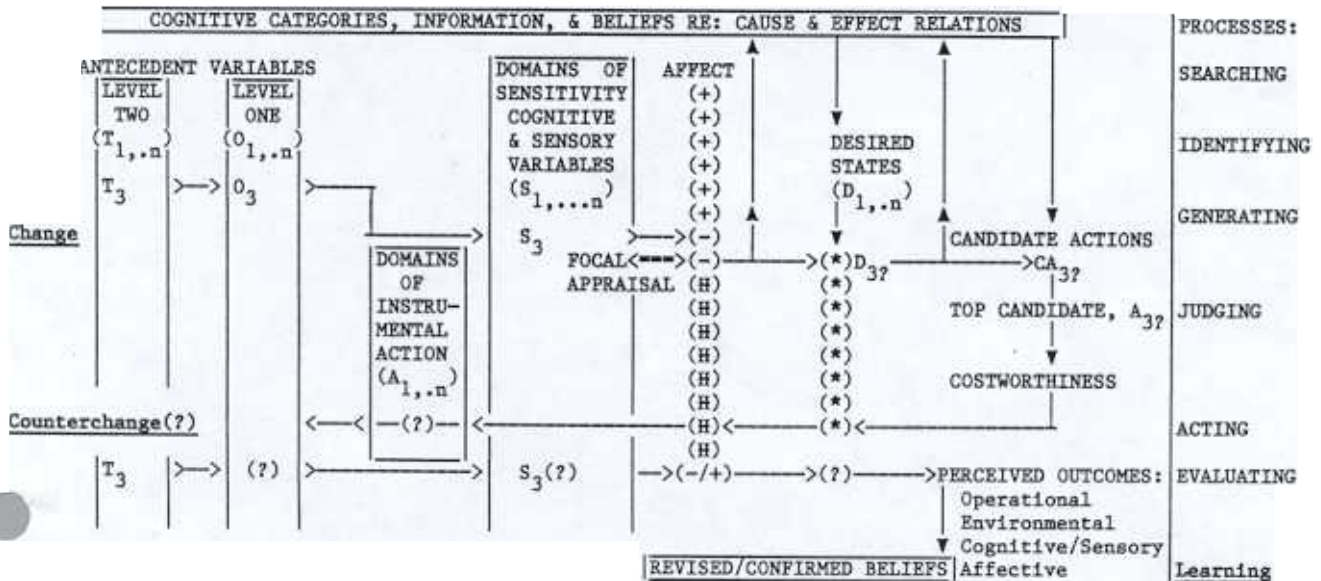 COGNITIVE CATEGORIES, INFORMATION, & BELIEFS RE: CAUSE & EFFECT RELATIONS
PROCESSES:
ANTECEDENT VARIABLES
LEVEL
TWO
(T1,.n)
T3 >-->
LEVEL
ONE
(O1,.n)
O3
DOMAINS OF
SENSITIVITY
COGNITIVE
& SENSORY
VARIABLES
(S1,...n)
S3
AFFECT
(+)
(+)
(+)
(+)
(+)
(+)
(+)
>-->(-)
FOCAL<---->(-)
APPRAISAL (H)
(H)
(H)
(H)
(H)
(H)
(H)
(H)
DESIRED
STATES
(D1,.n)
>(*)D3?
(*)
(*)
(*)
(*)
(*)
(*)
CANDIDATE ACTIONS
>CA3?
TOP CANDIDATE, A3?
COSTWORTHINESS
Change
DOMAINS
OF
INSTRU-
MENTAL
ACTION
(A1,.n)
—(?)—
Counterchange(?)
T3 >--> (?) > S3(?) -->(-/+) >(?) >PERCEIVED OUTCOMES:
Operational
Environmental
Cognitive/Sensory
Affective
REVISED/CONFIRMED BELIEFS
SEARCHING
IDENTIFYING
GENERATING
JUDGING
ACTING
EVALUATING
Learning